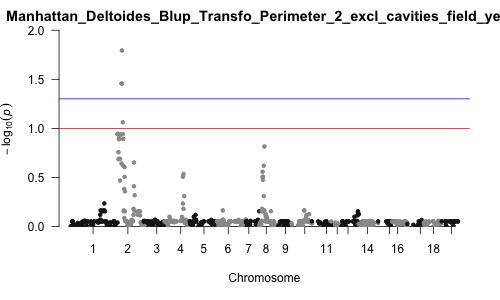 Manhattan_Deltoides_Blup_Transfo_Perimeter_2_excl_cavities_field_ye
2.0
1.5
1.0
0.5
0.0
− log10(p)
1 2 3 4 5 6 7 8 9 11 14 16 18
Chromosome